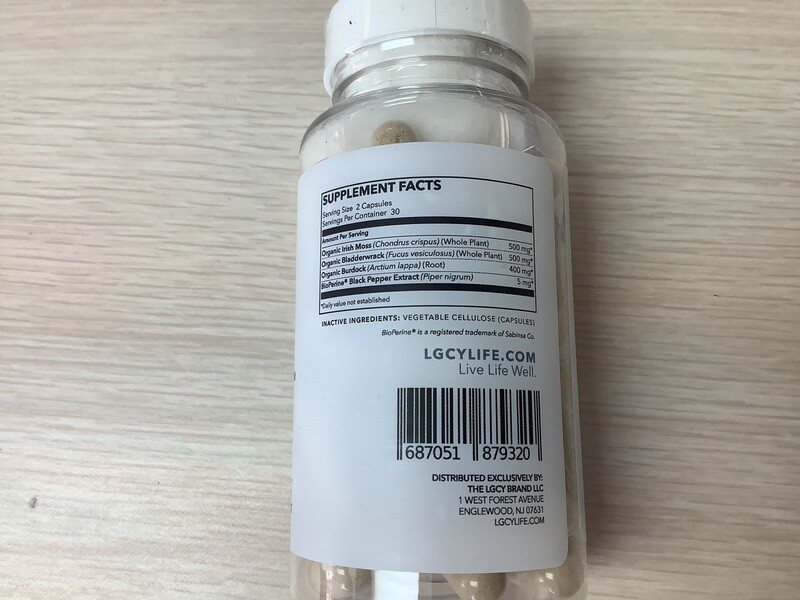 SUPPLEMENT FACTS
Serving Size 2 Capsules
Servings Per Container 30
Amount Per Serving
Organic Irish Moss (Chondrus crispus) (Whole Plant) 500 mg*
Organic Bladderwrack (Fucus vesiculosus) (Whole Plant) 500 mg*
Organic Burdock (Arctium lappa) (Root) 400 mg*
BioPerine® Black Pepper Extract (Piper nigrum) 5 mg*
*Daily value not established
INACTIVE INGREDIENTS: VEGETABLE CELLULOSE (CAPSULES)
BioPerine® is a registered trademark of Sabinsa Co.
LGCYLIFE.COM
Live Life Well.
687051 879320
DISTRIBUTED EXCLUSIVELY BY:
THE LGCY BRAND LLC
1 WEST FOREST AVENUE
ENGLEWOOD, NJ 07631
LGCYLIFE.COM